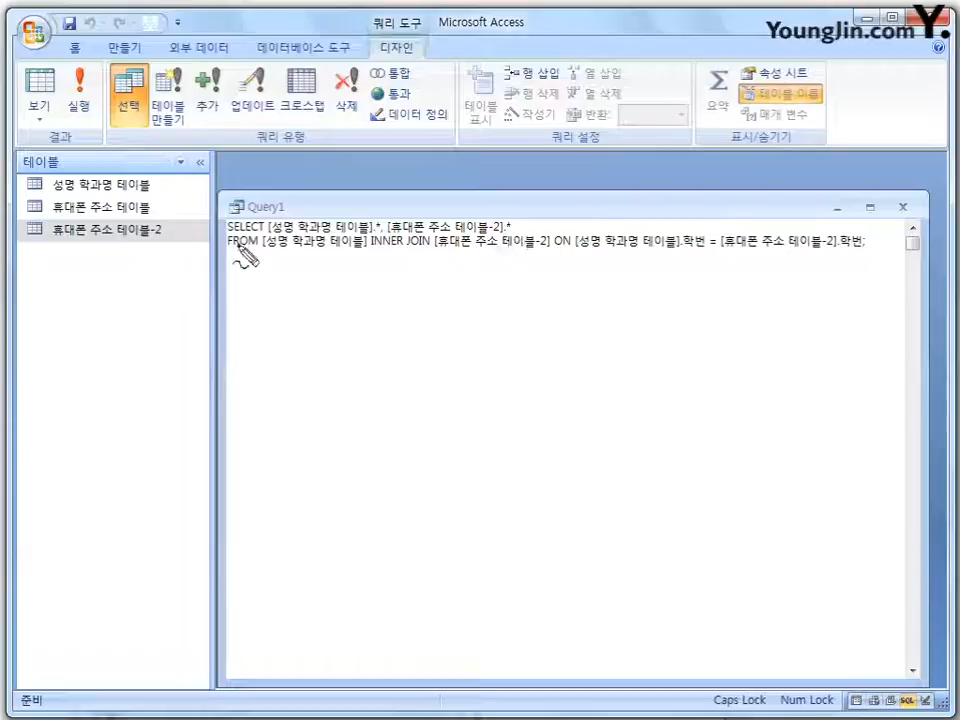 쿼리 도구 Microsoft Access
Younglin.com Y.
홈 만들기 외부 데이터 데이터베이스 도구 디자인
보기 실행 선택 테이블 만들기 추가 업데이트 크로스탭 삭제
통합
통과
데이터 정의
테이블 표시
행 삽입 열 삽입
행 삭제 열 삭제
작성기 반환:
요약
속성 시트
테이블 이름
매개 변수
결과 쿼리 유형 쿼리 설정 표시/숨기기
테이블
성명 학과명 테이블
휴대폰 주소 테이블
휴대폰 주소 테이블-2
Query1
SELECT [성명 학과명 테이블].*, [휴대폰 주소 테이블-2].*
FROM [성명 학과명 테이블] INNER JOIN [휴대폰 주소 테이블-2] ON [성명 학과명 테이블].학번 = [휴대폰 주소 테이블-2].학번;
준비 Caps Lock Num Lock SQL